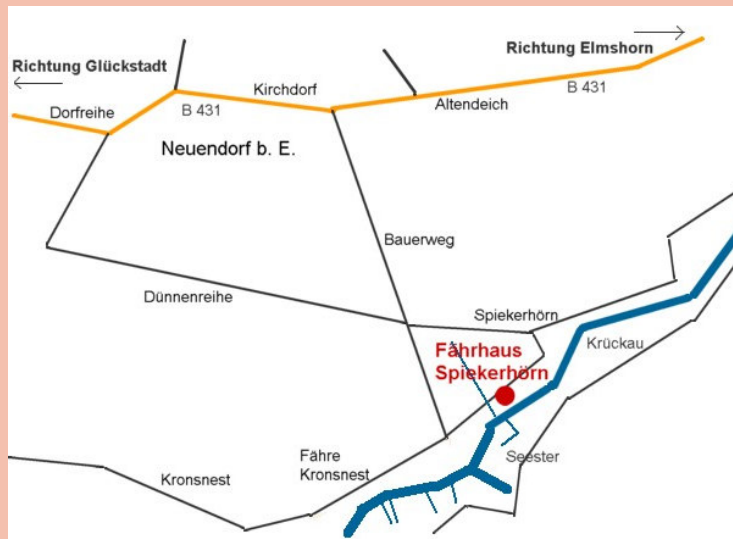 Richtung Elmshorn
Richtung Glückstadt
Kirchdorf
B 431
Dorfreihe
B 431
Altendeich
Neuendorf b. E.
Bauerweg
Dünnenreihe
Spiekerhörn
Krückau
Fährhaus
Spiekerhörn
Fähre
Kronsnest
Seester
Kronsnest